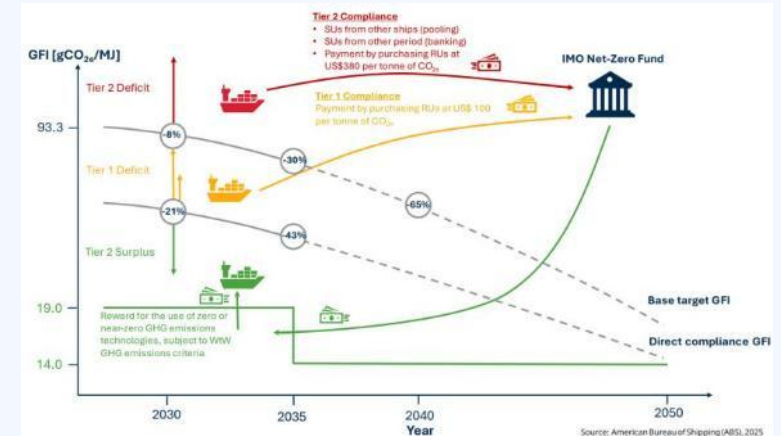 Tier 2 Compliance
• SUs from other ships (pooling)
• SUs from other period (banking)
• Payment by purchasing RUs at
US$380 per tonne of CO₂ₑ
GFI [gCO₂ₑ/MJ]
IMO Net-Zero Fund
Tier 2 Deficit
Tier 1 Compliance
Payment by purchasing RUs at US$ 100
per tonne of CO₂ₑ
93.3
-8%
-30%
Tier 1 Deficit
-21%
-65%
-43%
Tier 2 Surplus
19.0
Reward for the use of zero or
near-zero GHG emissions
technologies, subject to WtW
GHG emissions criteria
Base target GFI
Direct compliance GFI
14.0
2030
2035
2040
2050
Year
Source: American Bureau of Shipping (ABS), 2025